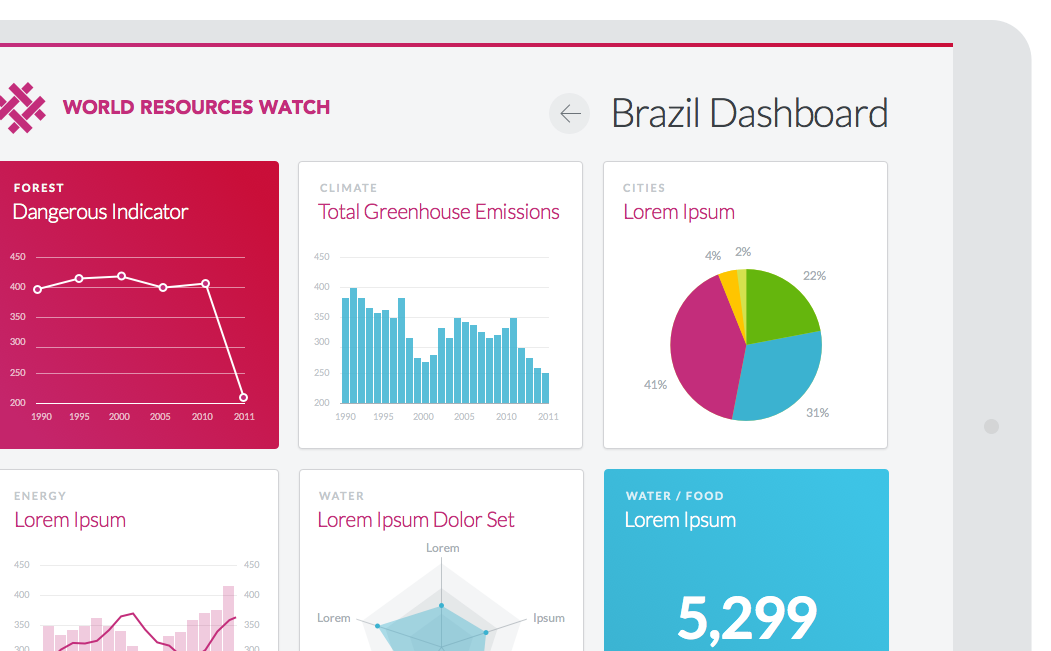 WORLD RESOURCES WATCH
Brazil Dashboard
FOREST
Dangerous Indicator
450
400
350
300
250
200
1990 1995 2000 2005 2010 2011
CLIMATE
Total Greenhouse Emissions
450
400
350
300
250
200
1990 1995 2000 2005 2010 2011
CITIES
Lorem Ipsum
4% 2%
22%
41%
31%
ENERGY
Lorem Ipsum
450 450
400 400
350 350
300 300
WATER
Lorem Ipsum Dolor Set
Lorem
Lorem Ipsum
WATER / FOOD
Lorem Ipsum
5,299